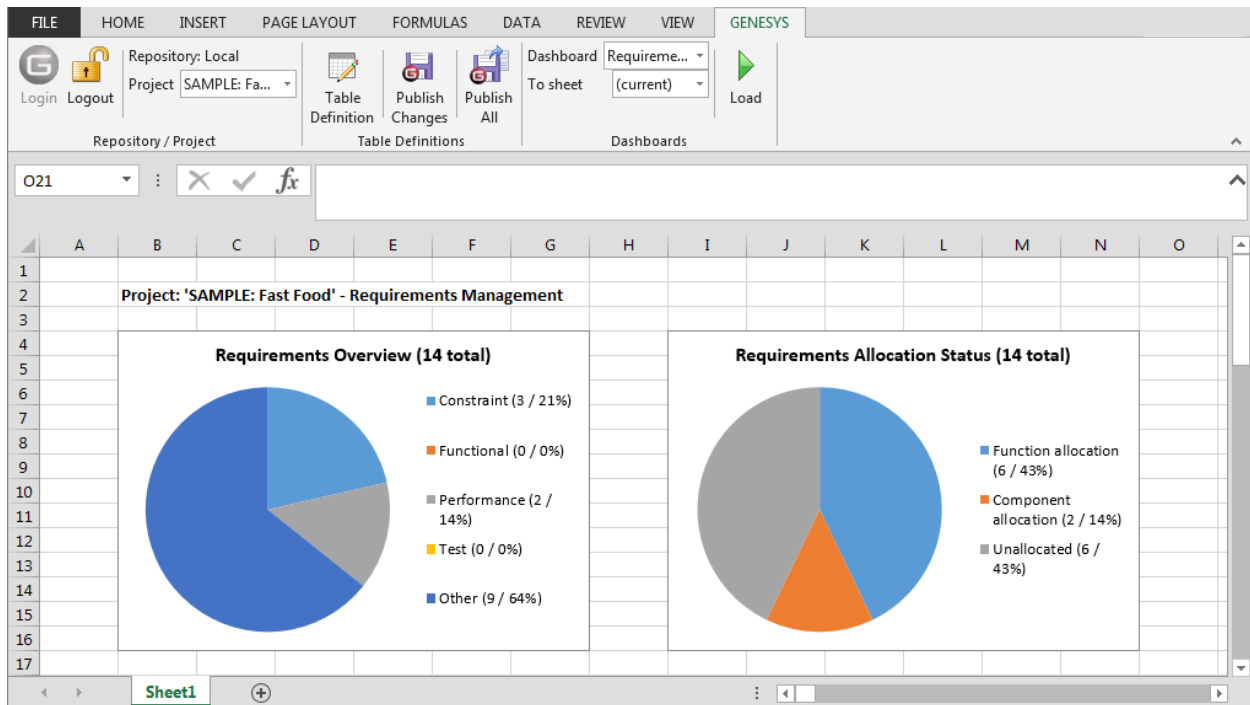 FILE HOME INSERT PAGE LAYOUT FORMULAS DATA REVIEW VIEW GENESYS
Login
Logout
Repository: Local
Project SAMPLE: Fa...
Repository / Project
Table
Definition
Publish
Changes
Publish
All
Table Definitions
Dashboard Requireme...
To sheet (current)
Load
Dashboards
O21
fx
A B C D E F G H I J K L M N O
1
2
3
4
5
6
7
8
9
10
11
12
13
14
15
16
17
Project: 'SAMPLE: Fast Food' - Requirements Management
Requirements Overview (14 total)
Constraint (3 / 21%)
Functional (0 / 0%)
Performance (2 /
14%)
Test (0 / 0%)
Other (9 / 64%)
Requirements Allocation Status (14 total)
Function allocation
(6 / 43%)
Component
allocation (2 / 14%)
Unallocated (6 /
43%)
Sheet1